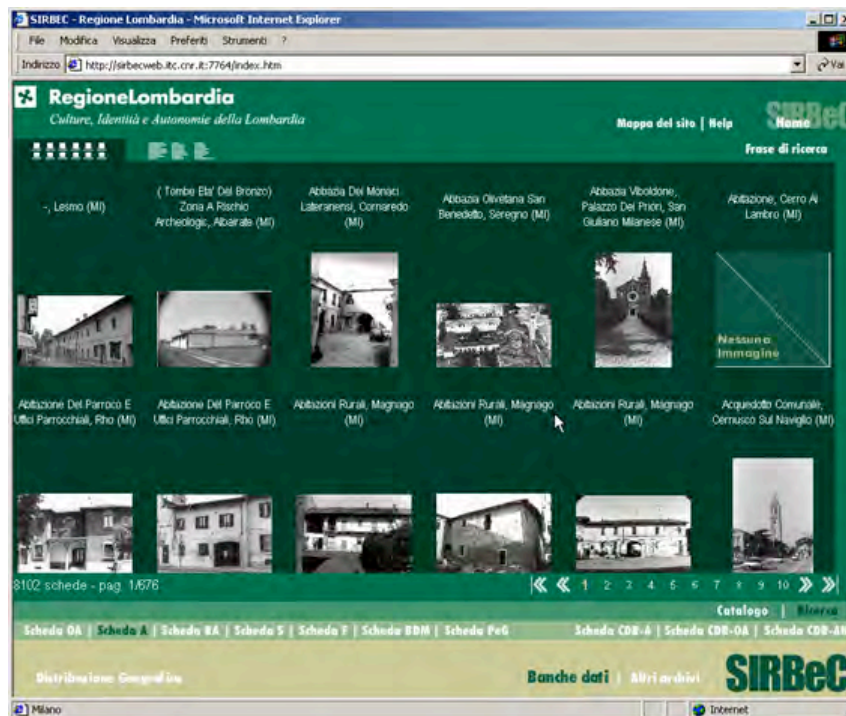 SIRBEC - Regione Lombardia - Microsoft Internet Explorer
File Modifica Visualizza Preferiti Strumenti ?
Indirizzo http://sirbecweb.itc.cnr.it:7764/index.htm Vai
RegioneLombardia
Culture, Identità e Autonomie della Lombardia
Mappa del sito | Help Home
SIRBeC
Frase di ricerca
-, Lesmo (MI)
( Tombe Eta' Del Bronzo)
Zona A Rischio
Archeologic, Albairate (MI)
Abbazia Dei Monaci
Lateranensi, Cornaredo
(MI)
Abbazia Olivetana San
Benedetto, Seregno (MI)
Abbazia Viboldone,
Palazzo Dei Priori, San
Giuliano Milanese (MI)
Abitazione, Cerro Al
Lambro (MI)
Nessuna
Immagine
Abitazione Del Parroco E
Uffici Parrocchiali, Rho (MI)
Abitazione Del Parroco E
Uffici Parrocchiali, Rho (MI)
Abitazioni Rurali, Magnago
(MI)
Abitazioni Rurali, Magnago
(MI)
Abitazioni Rurali, Magnago
(MI)
Acquedotto Comunale,
Cernusco Sul Naviglio (MI)
8102 schede - pag. 1/676
1 2 3 4 5 6 7 8 9 10
Catalogo | Ricerca
Scheda OA | Scheda A | Scheda RA | Scheda S | Scheda F | Scheda BDM | Scheda PeG
Scheda CDR-A | Scheda CDR-OA | Scheda CDR-AN
Distribuzione Geografica
Banche dati | Altri archivi
SIRBeC
Milano
Internet